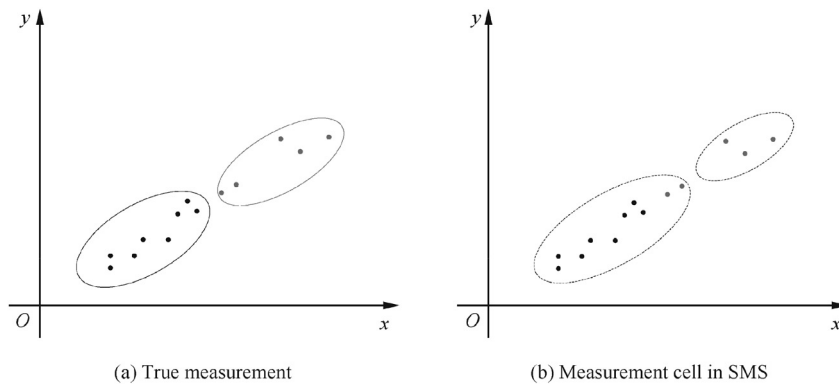 y
O
x
(a) True measurement
y
O
x
(b) Measurement cell in SMS